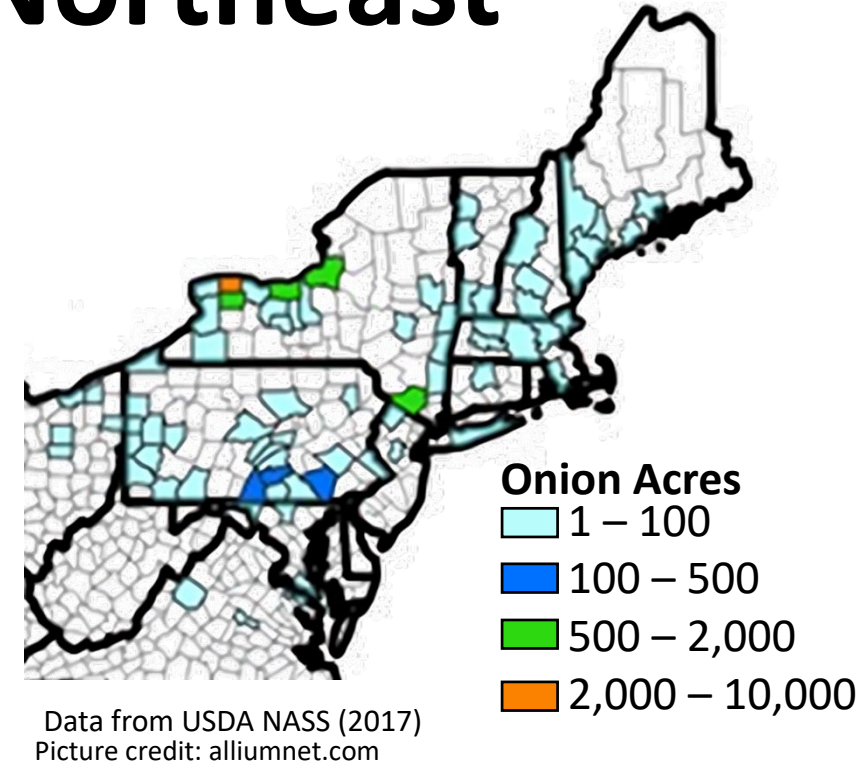 Northeast
Onion Acres
1 – 100
100 – 500
500 – 2,000
2,000 – 10,000
Data from USDA NASS (2017)
Picture credit: alliumnet.com